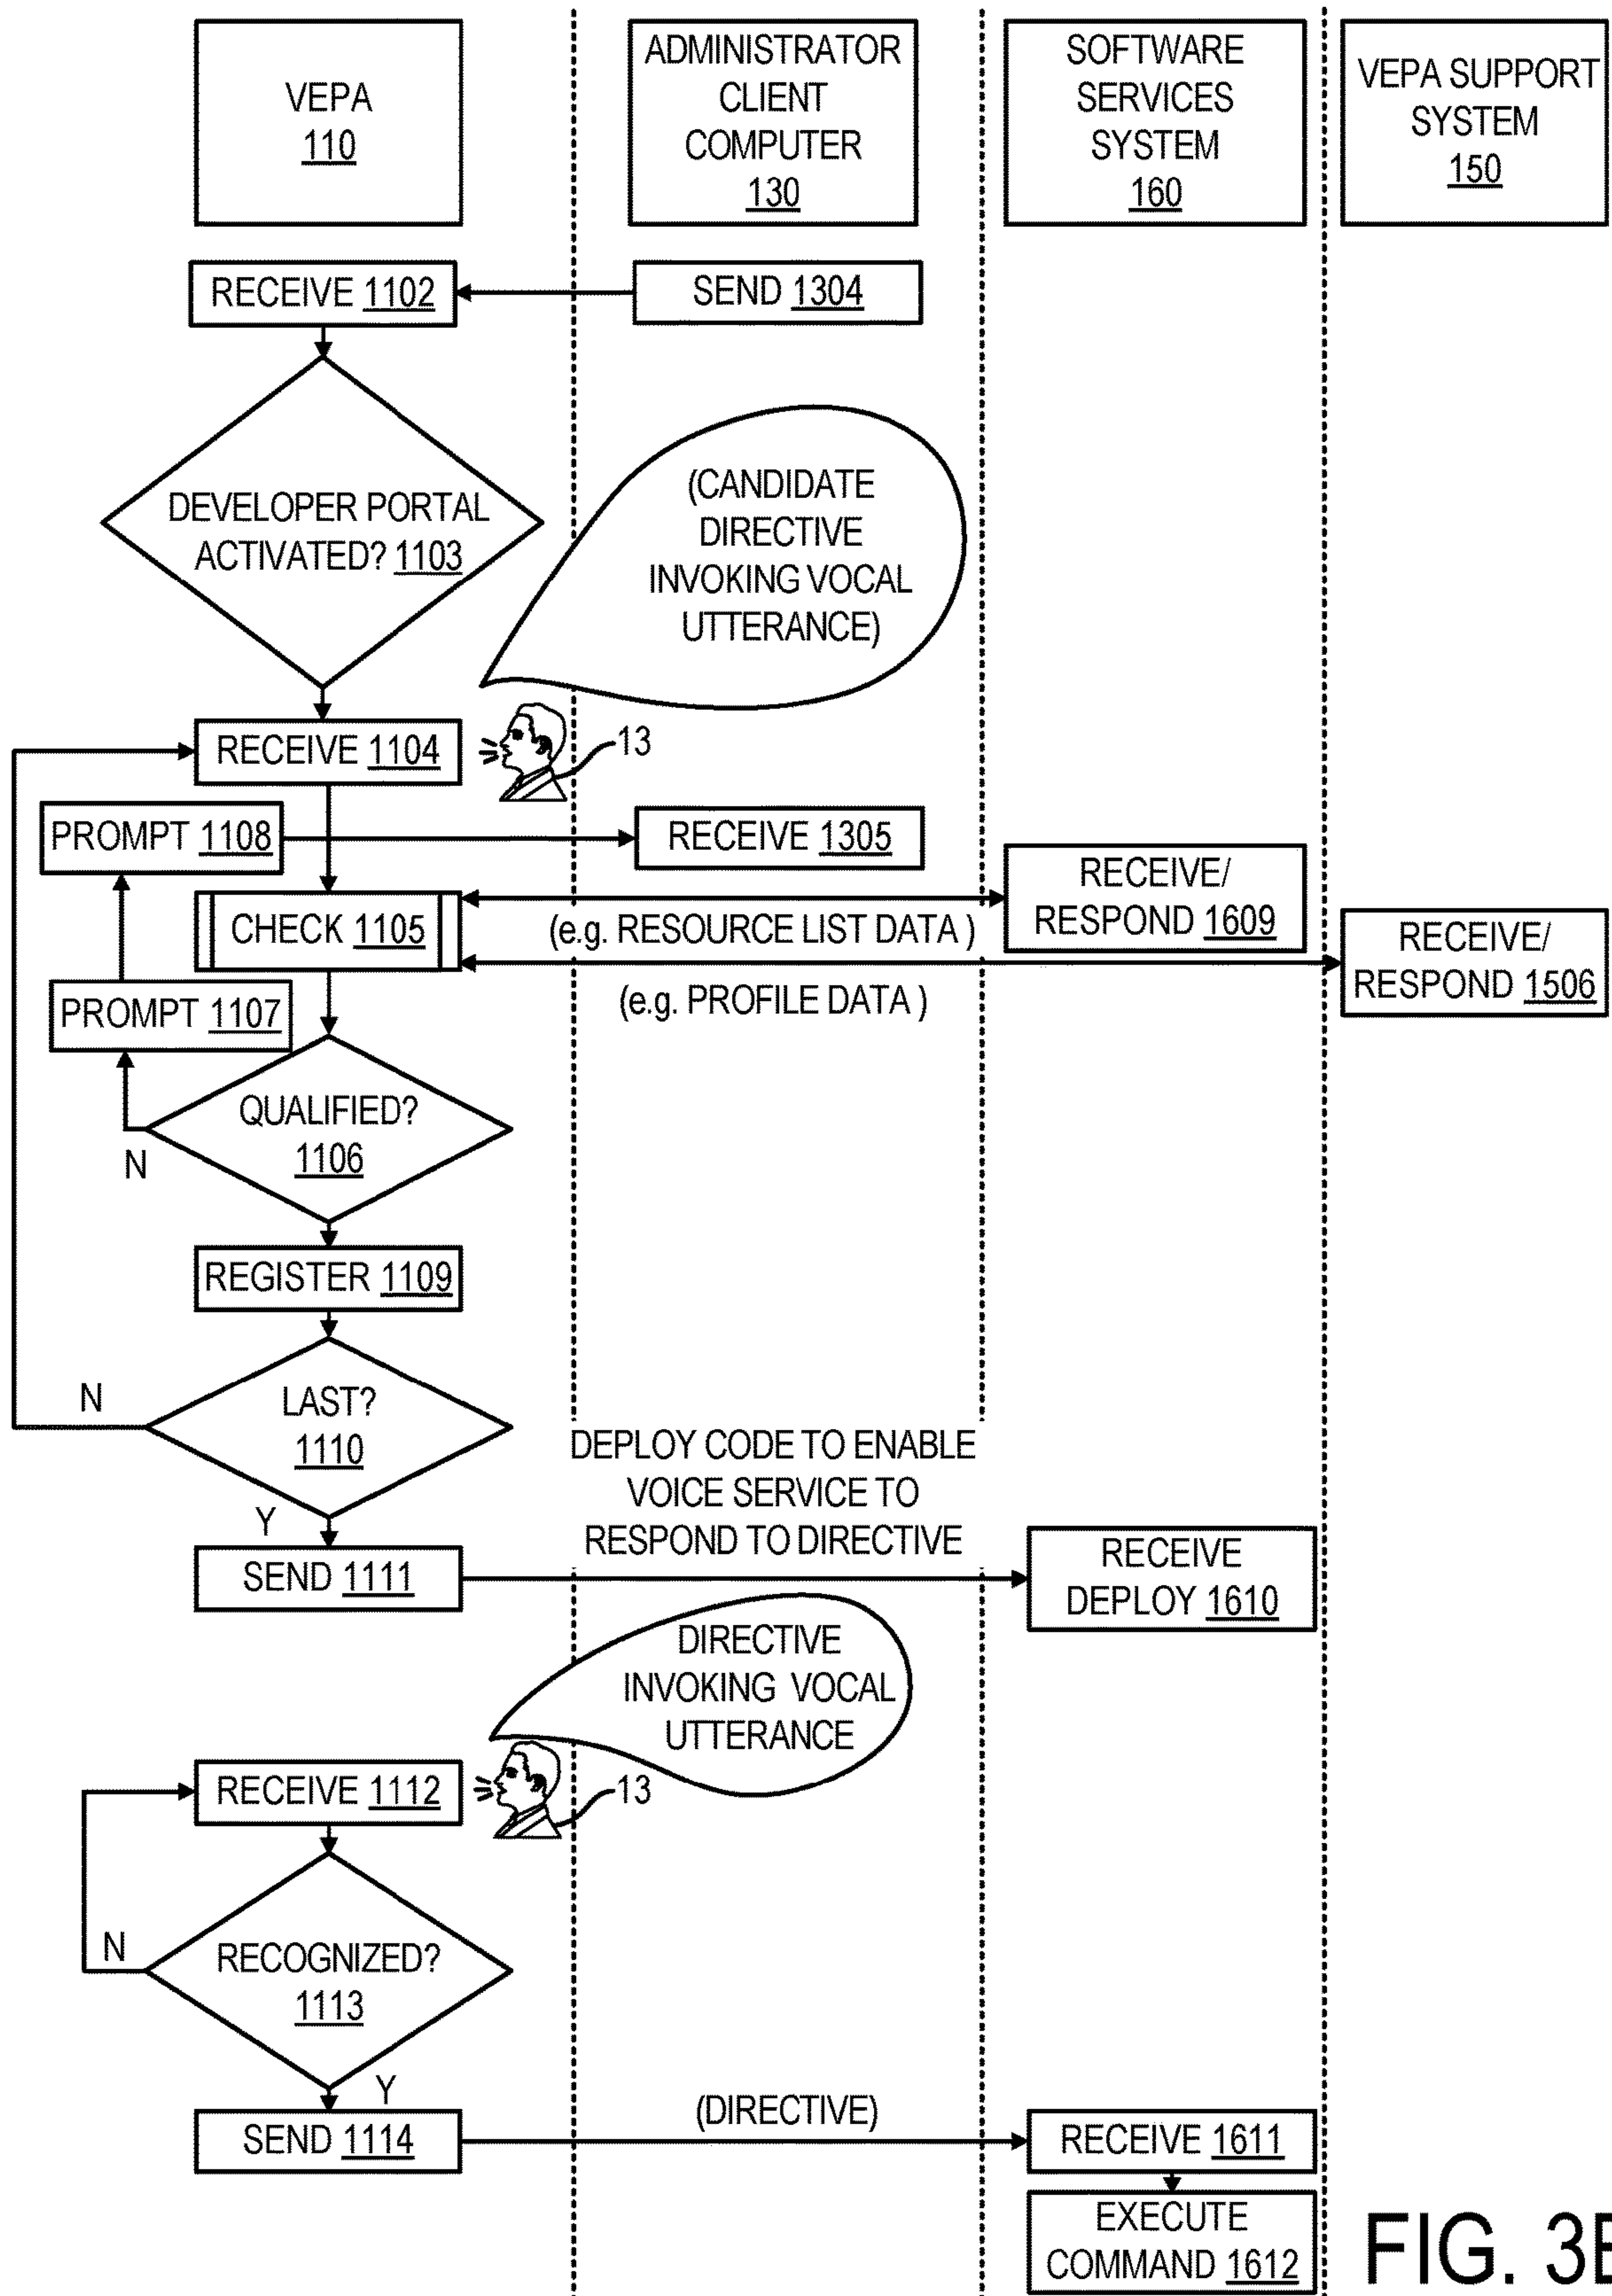 VEPA
110
ADMINISTRATOR
CLIENT
COMPUTER
130
SOFTWARE
SERVICES
SYSTEM
160
VEPA SUPPORT
SYSTEM
150
RECEIVE 1102
SEND 1304
DEVELOPER PORTAL
ACTIVATED? 1103
(CANDIDATE
DIRECTIVE
INVOKING VOCAL
UTTERANCE)
RECEIVE 1104
13
PROMPT 1108
RECEIVE 1305
CHECK 1105
(e.g. RESOURCE LIST DATA )
RECEIVE/
RESPOND 1609
(e.g. PROFILE DATA )
RECEIVE/
RESPOND 1506
PROMPT 1107
QUALIFIED?
1106
N
REGISTER 1109
LAST?
1110
N
Y
DEPLOY CODE TO ENABLE
VOICE SERVICE TO
RESPOND TO DIRECTIVE
SEND 1111
RECEIVE
DEPLOY 1610
DIRECTIVE
INVOKING VOCAL
UTTERANCE
RECEIVE 1112
13
RECOGNIZED?
1113
N
Y
SEND 1114
(DIRECTIVE)
RECEIVE 1611
EXECUTE
COMMAND 1612
FIG. 3B